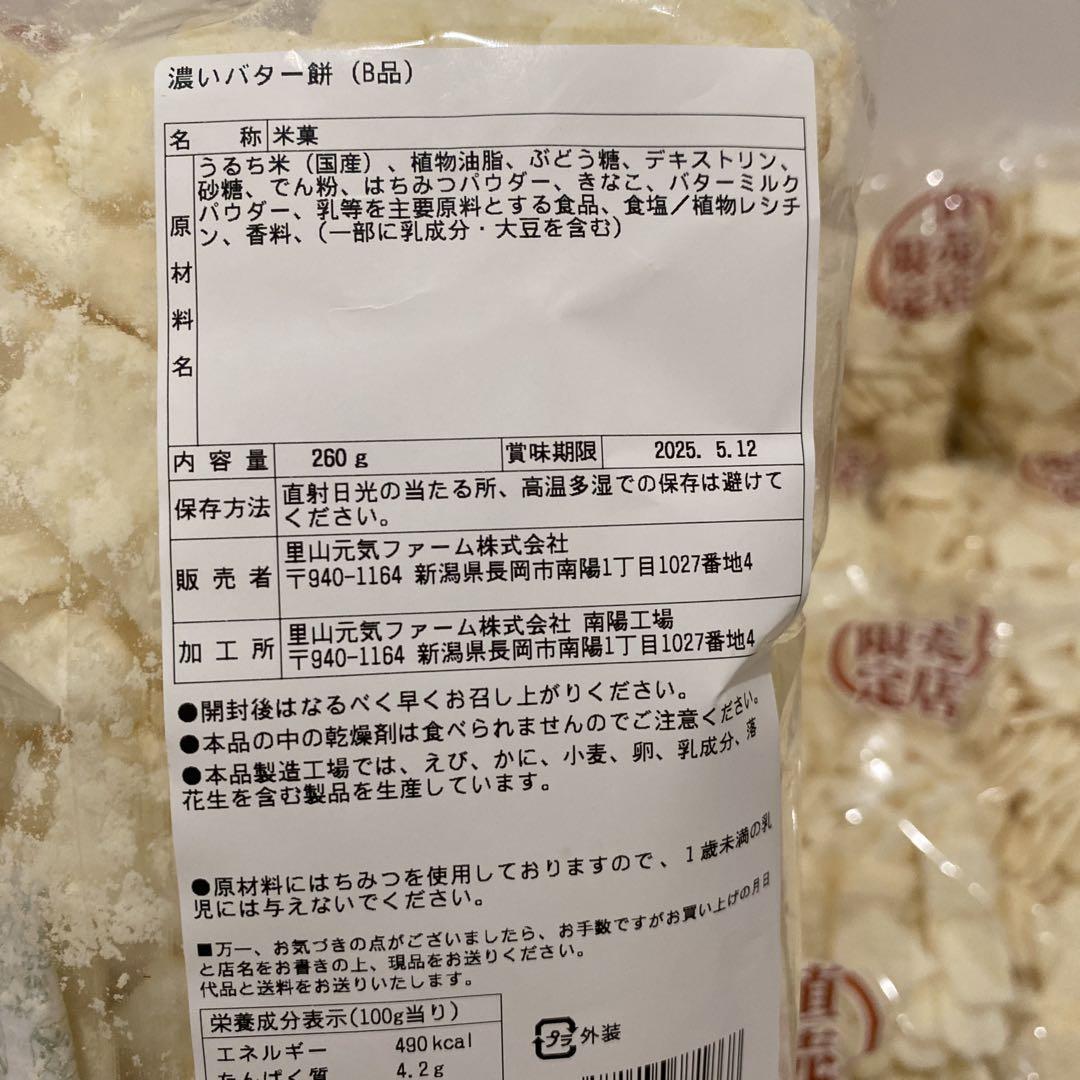 濃いバター餅（B品）
名　称 米菓
原材料名 うるち米（国産）、植物油脂、ぶどう糖、デキストリン、
砂糖、でん粉、はちみつパウダー、きなこ、バターミルク
パウダー、乳等を主要原料とする食品、食塩／植物レシチ
ン、香料、（一部に乳成分・大豆を含む）
内容量 260g 賞味期限 2025. 5.12
保存方法 直射日光の当たる所、高温多湿での保存は避けて
ください。
販売者 里山元気ファーム株式会社
〒940-1164 新潟県長岡市南陽1丁目1027番地4
加工所 里山元気ファーム株式会社 南陽工場
〒940-1164 新潟県長岡市南陽1丁目1027番地4
●開封後はなるべく早くお召し上がりください。
●本品の中の乾燥剤は食べられませんのでご注意ください。
●本品製造工場では、えび、かに、小麦、卵、乳成分、落
花生を含む製品を生産しています。
●原材料にはちみつを使用しておりますので、1歳未満の乳
児には与えないでください。
■万一、お気づきの点がございましたら、お手数ですがお買い上げの月日
と店名をお書きの上、現品をお送りください。
代品と送料をお送りいたします。
栄養成分表示(100g当り)
エネルギー 490kcal
たんぱく質 4.2g
プラ 外装
直売店
限定
直売店
限定